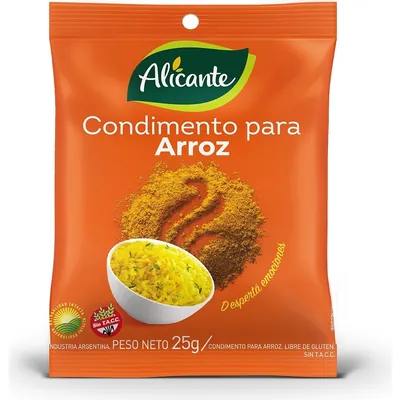 Alicante
Condimento para
Arroz
Despertá emociones
Sin T.A.C.C.
INDUSTRIA ARGENTINA. PESO NETO 25g/ CONDIMENTO PARA ARROZ. LIBRE DE GLUTEN.
SIN T.A.C.C.